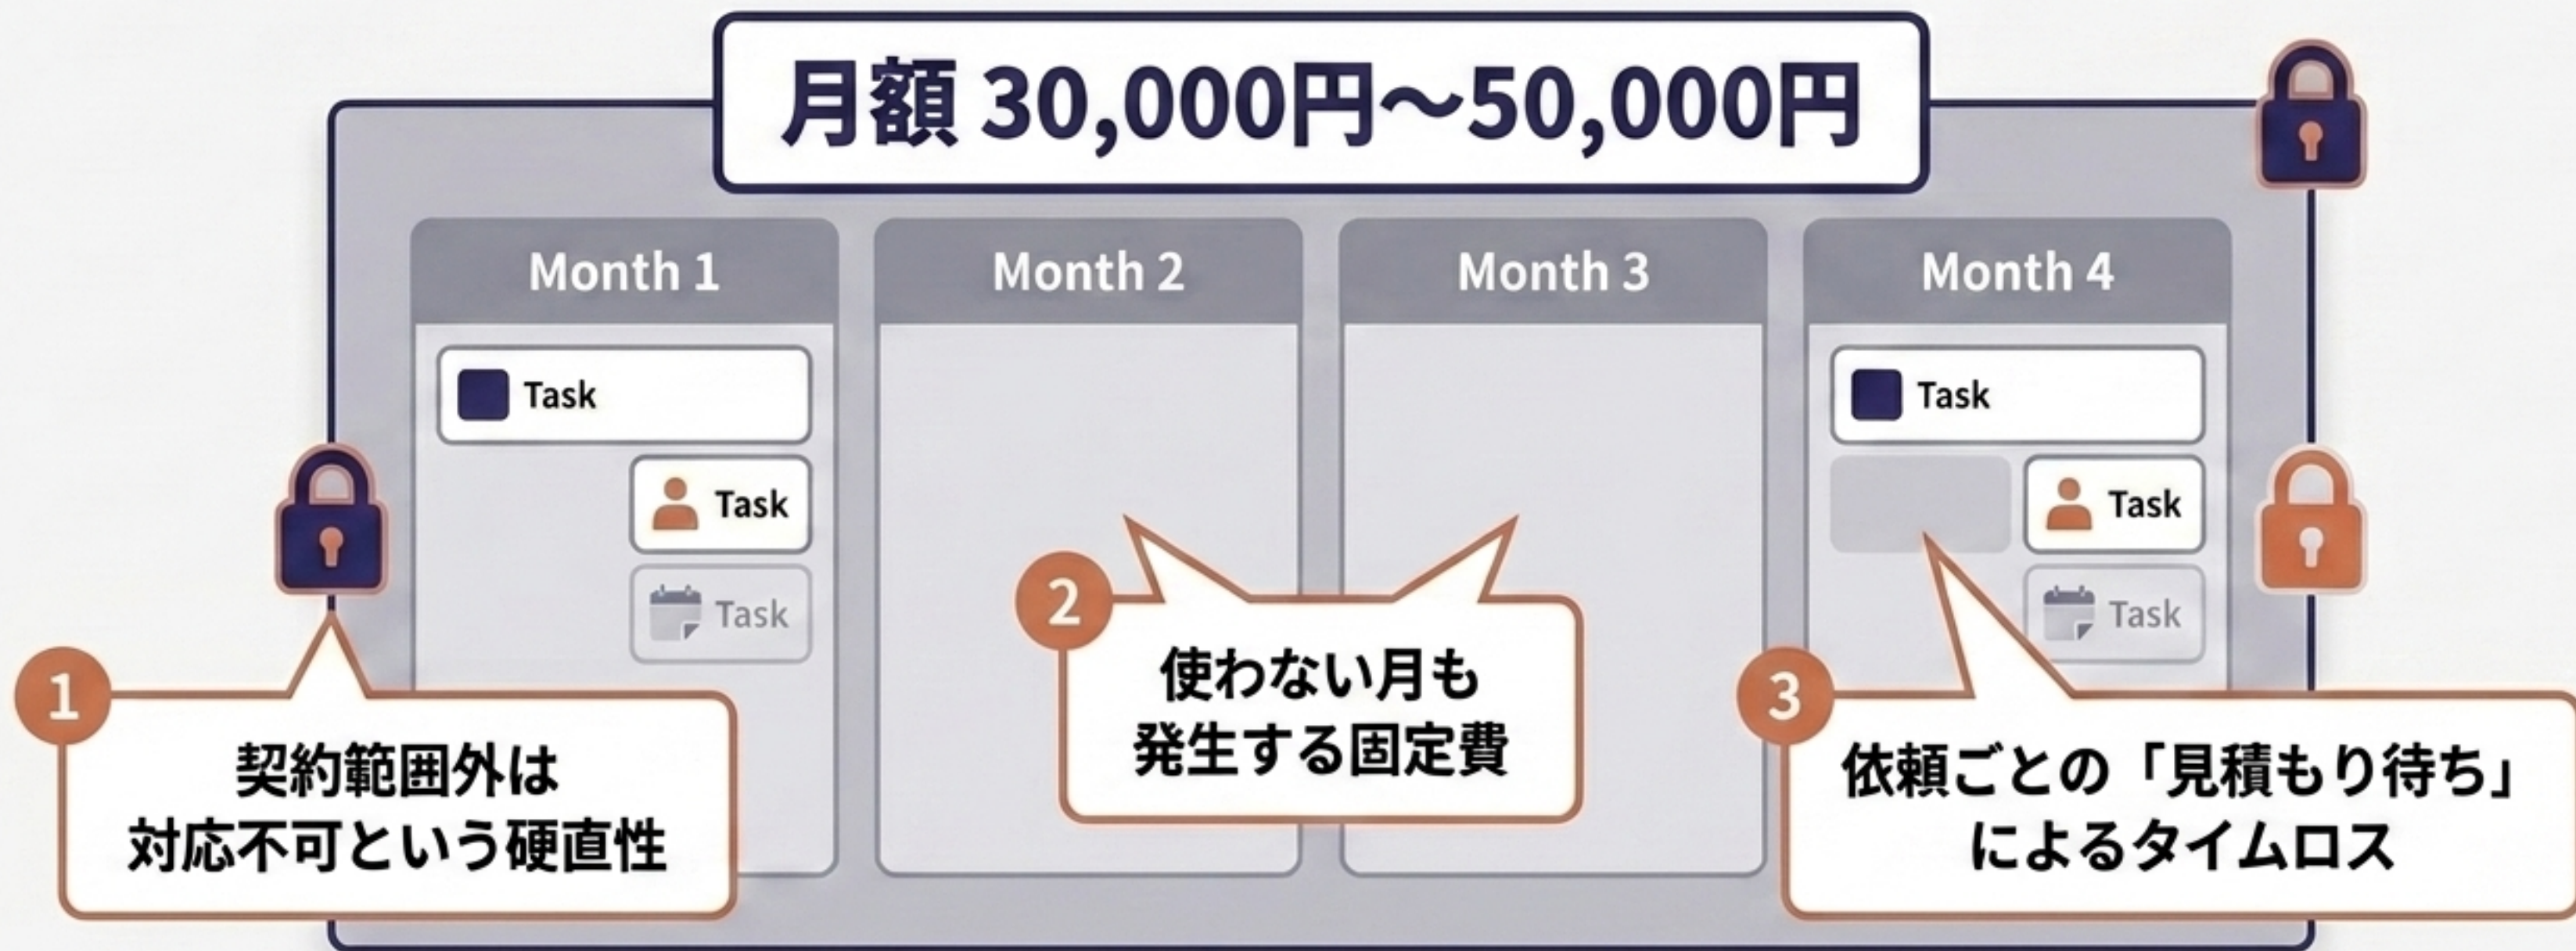 月額 30,000円～50,000円
Month 1
Task
Task
Task
Month 2
Month 3
Month 4
Task
Task
Task
1
契約範囲外は
対応不可という硬直性
2
使わない月も
発生する固定費
3
依頼ごとの「見積もり待ち」
によるタイムロス